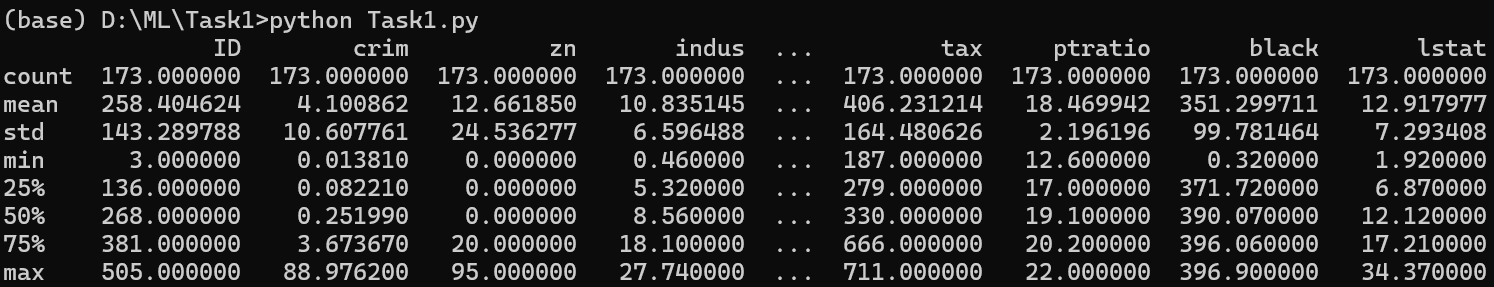 (base) D:\ML\Task1>python Task1.py
ID crim zn indus ... tax ptratio black lstat
count 173.000000 173.000000 173.000000 173.000000 ... 173.000000 173.000000 173.000000 173.000000
mean 258.404624 4.100862 12.661850 10.835145 ... 406.231214 18.469942 351.299711 12.917977
std 143.289788 10.607761 24.536277 6.596488 ... 164.480626 2.196196 99.781464 7.293408
min 3.000000 0.013810 0.000000 0.460000 ... 187.000000 12.600000 0.320000 1.920000
25% 136.000000 0.082210 0.000000 5.320000 ... 279.000000 17.000000 371.720000 6.870000
50% 268.000000 0.251990 0.000000 8.560000 ... 330.000000 19.100000 390.070000 12.120000
75% 381.000000 3.673670 20.000000 18.100000 ... 666.000000 20.200000 396.060000 17.210000
max 505.000000 88.976200 95.000000 27.740000 ... 711.000000 22.000000 396.900000 34.370000